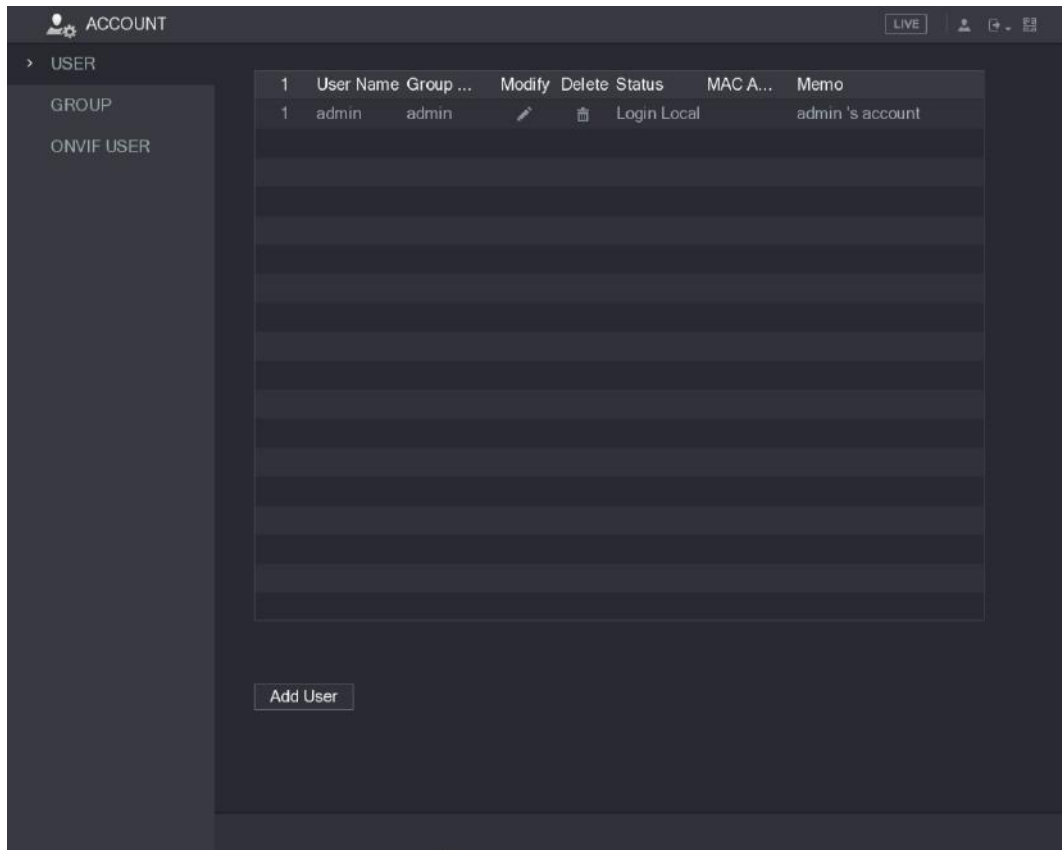 ACCOUNT LIVE
USER
GROUP
ONVIF USER
1 User Name Group ... Modify Delete Status MAC A... Memo
1 admin admin Login Local admin 's account
Add User